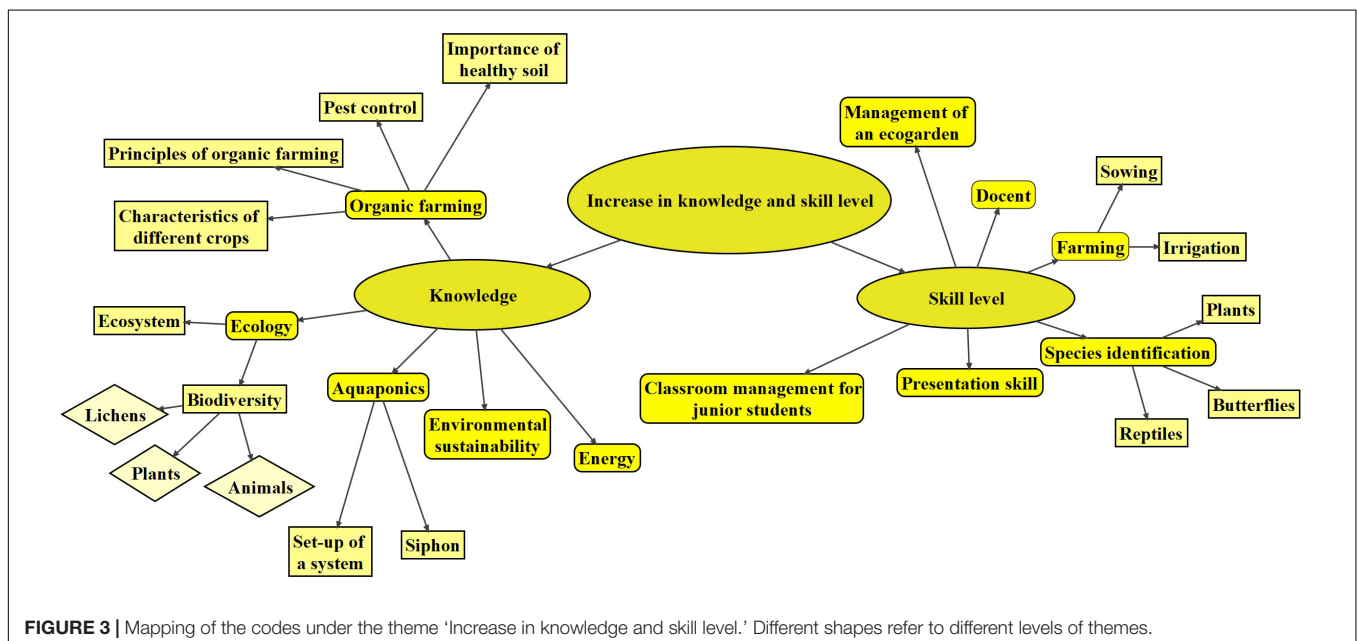 Importance of
healthy soil
Pest control
Principles of organic farming
Organic farming
Characteristics of
different crops
Increase in knowledge and skill level
Management of
an ecogarden
Docent
Sowing
Farming
Irrigation
Knowledge
Skill level
Ecosystem
Ecology
Biodiversity
Lichens
Plants
Animals
Aquaponics
Set-up of
a system
Siphon
Environmental
sustainability
Energy
Classroom management for
junior students
Presentation skill
Species identification
Plants
Butterflies
Reptiles
FIGURE 3 | Mapping of the codes under the theme ‘Increase in knowledge and skill level.’ Different shapes refer to different levels of themes.